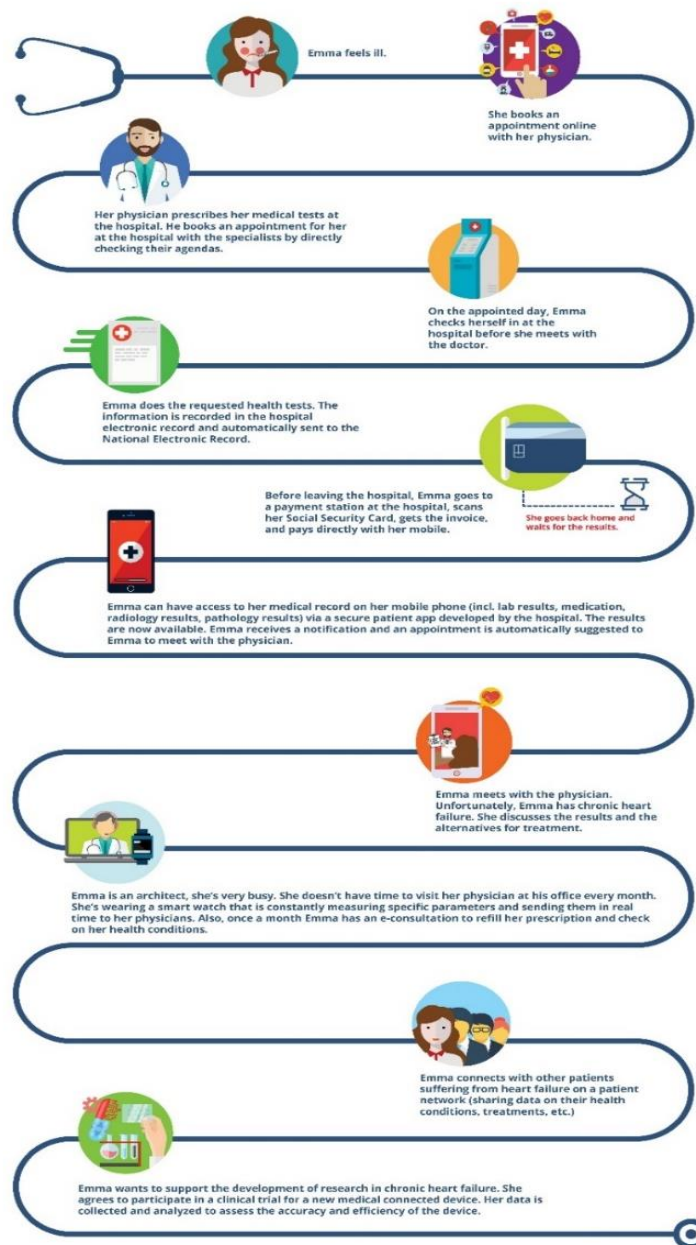 Emma feels ill.
She books an
appointment online
with her physician.
Her physician prescribes her medical tests at
the hospital. He books an appointment for her
at the hospital with the specialists by directly
checking their agendas.
On the appointed day, Emma
checks herself in at the
hospital before she meets with
the doctor.
Emma does the requested health tests. The
information is recorded in the hospital
electronic record and automatically sent to the
National Electronic Record.
Before leaving the hospital, Emma goes to
a payment station at the hospital, scans
her Social Security Card, gets the invoice,
and pays directly with her mobile.
She goes back home and
waits for the results.
Emma can have access to her medical record on her mobile phone (incl. lab results, medication,
radiology results, pathology results) via a secure patient app developed by the hospital. The results
are now available. Emma receives a notification and an appointment is automatically suggested to
Emma to meet with the physician.
Emma meets with the physician.
Unfortunately, Emma has chronic heart
failure. She discusses the results and the
alternatives for treatment.
Emma is an architect, she's very busy. She doesn't have time to visit her physician at his office every month.
She's wearing a smart watch that is constantly measuring specific parameters and sending them in real
time to her physicians. Also, once a month Emma has an e-consultation to refill her prescription and check
on her health conditions.
Emma connects with other patients
suffering from heart failure on a patient
network (sharing data on their health
conditions, treatments, etc.)
Emma wants to support the development of research in chronic heart failure. She
agrees to participate in a clinical trial for a new medical connected device. Her data is
collected and analyzed to assess the accuracy and efficiency of the device.